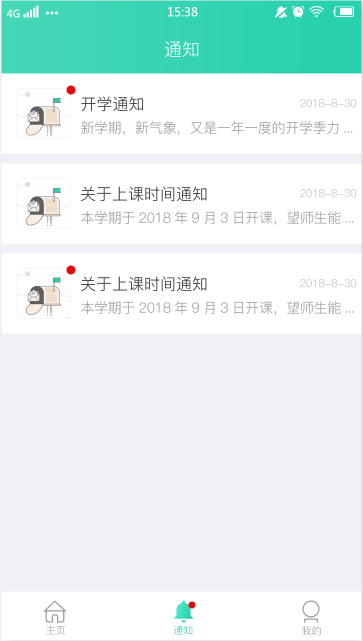 4G 15:38
通知
开学通知 2018-8-30
新学期，新气象，又是一年一度的开学季力 ...
关于上课时间通知 2018-8-30
本学期于 2018 年 9 月 3 日开课，望师生能 ...
关于上课时间通知 2018-8-30
本学期于 2018 年 9 月 3 日开课，望师生能 ...
主页 通知 我的